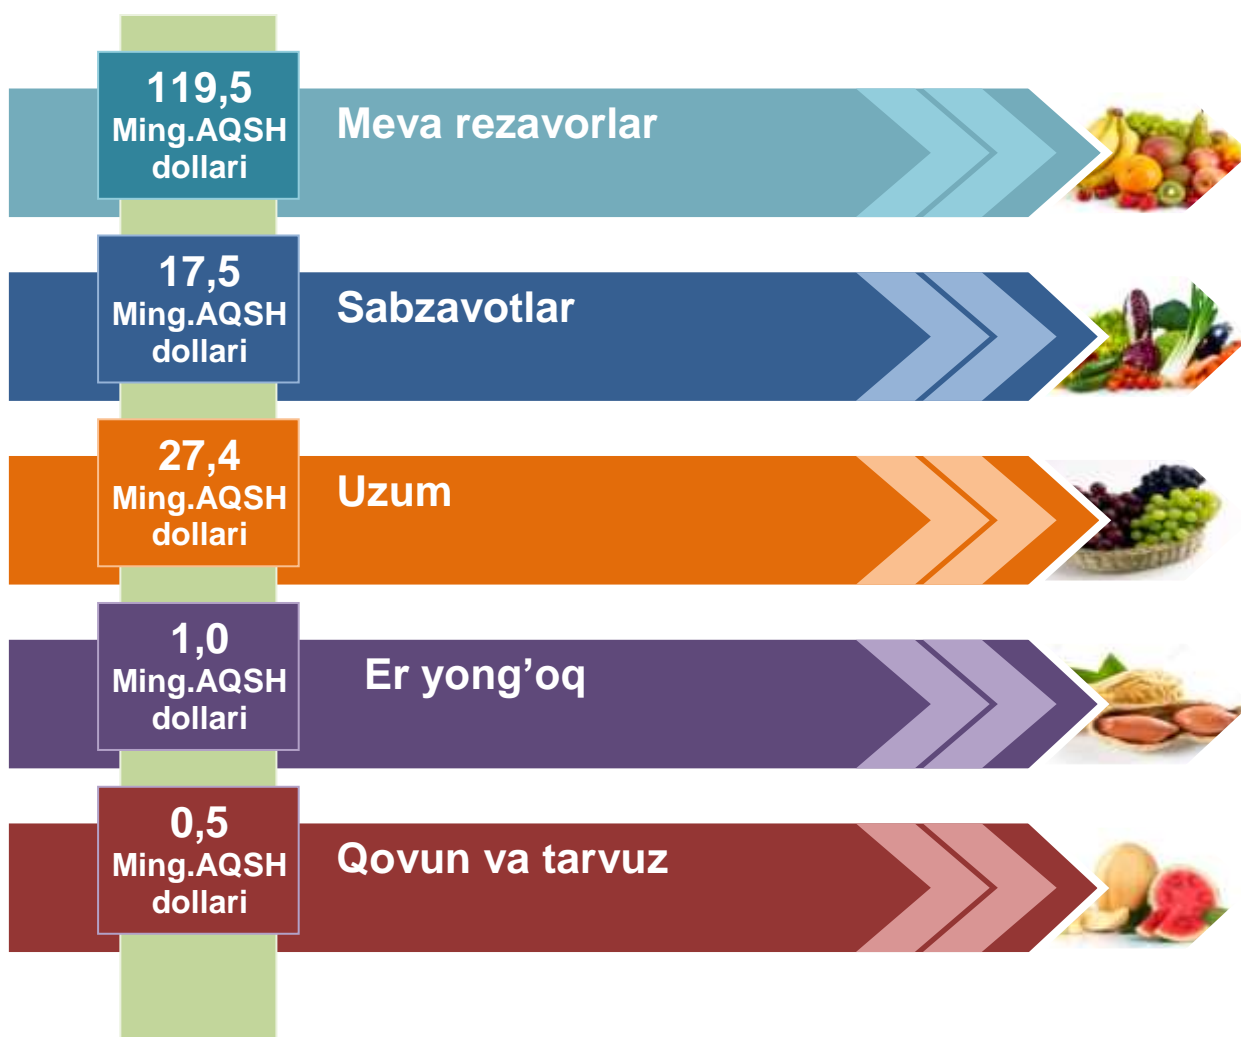 119,5
Ming.AQSH
dollari
Meva rezavorlar
17,5
Ming.AQSH
dollari
Sabzavotlar
27,4
Ming.AQSH
dollari
Uzum
1,0
Ming.AQSH
dollari
Er yong’oq
0,5
Ming.AQSH
dollari
Qovun va tarvuz